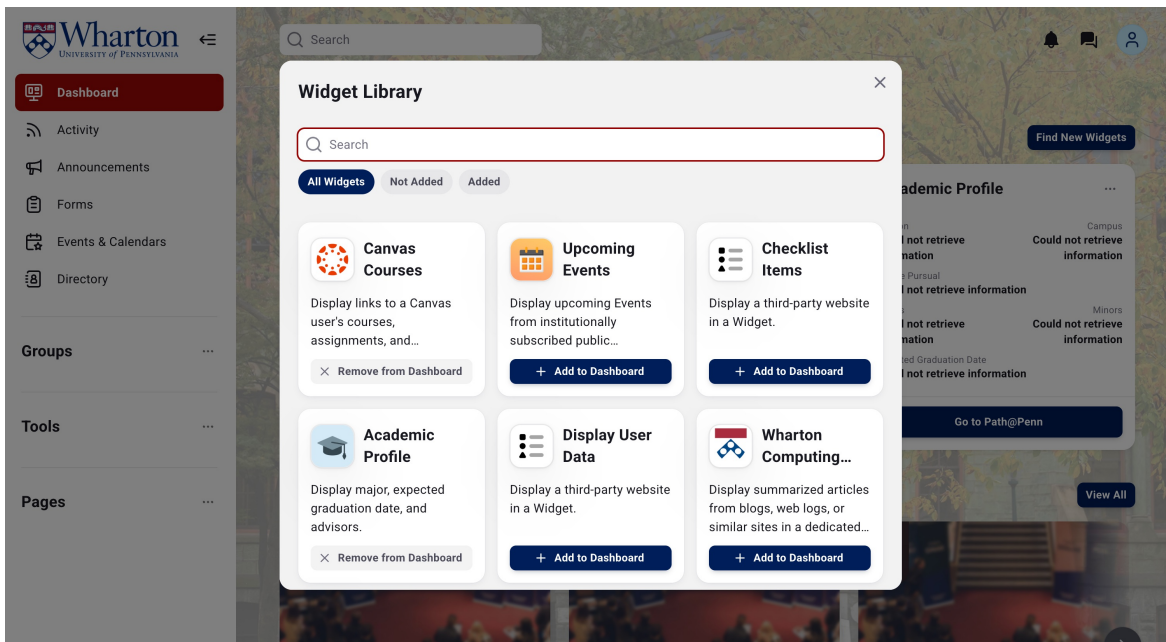 Wharton
UNIVERSITY of PENNSYLVANIA
Search
Dashboard
Activity
Announcements
Forms
Events & Calendars
Directory
Groups
Tools
Pages
Widget Library
Search
All Widgets
Not Added
Added
Canvas
Courses
Display links to a Canvas
user's courses,
assignments, and...
Remove from Dashboard
Upcoming
Events
Display upcoming Events
from institutionally
subscribed public...
Add to Dashboard
Checklist
Items
Display a third-party website
in a Widget.
Add to Dashboard
Academic
Profile
Display major, expected
graduation date, and
advisors.
Remove from Dashboard
Display User
Data
Display a third-party website
in a Widget.
Add to Dashboard
Wharton
Computing...
Display summarized articles
from blogs, web logs, or
similar sites in a dedicated...
Add to Dashboard
Find New Widgets
Profile
Campus
not retrieve
Could not retrieve
information
Pursual
not retrieve information
Minors
not retrieve
Could not retrieve
information
Graduation Date
not retrieve information
Go to Path@Penn
View All